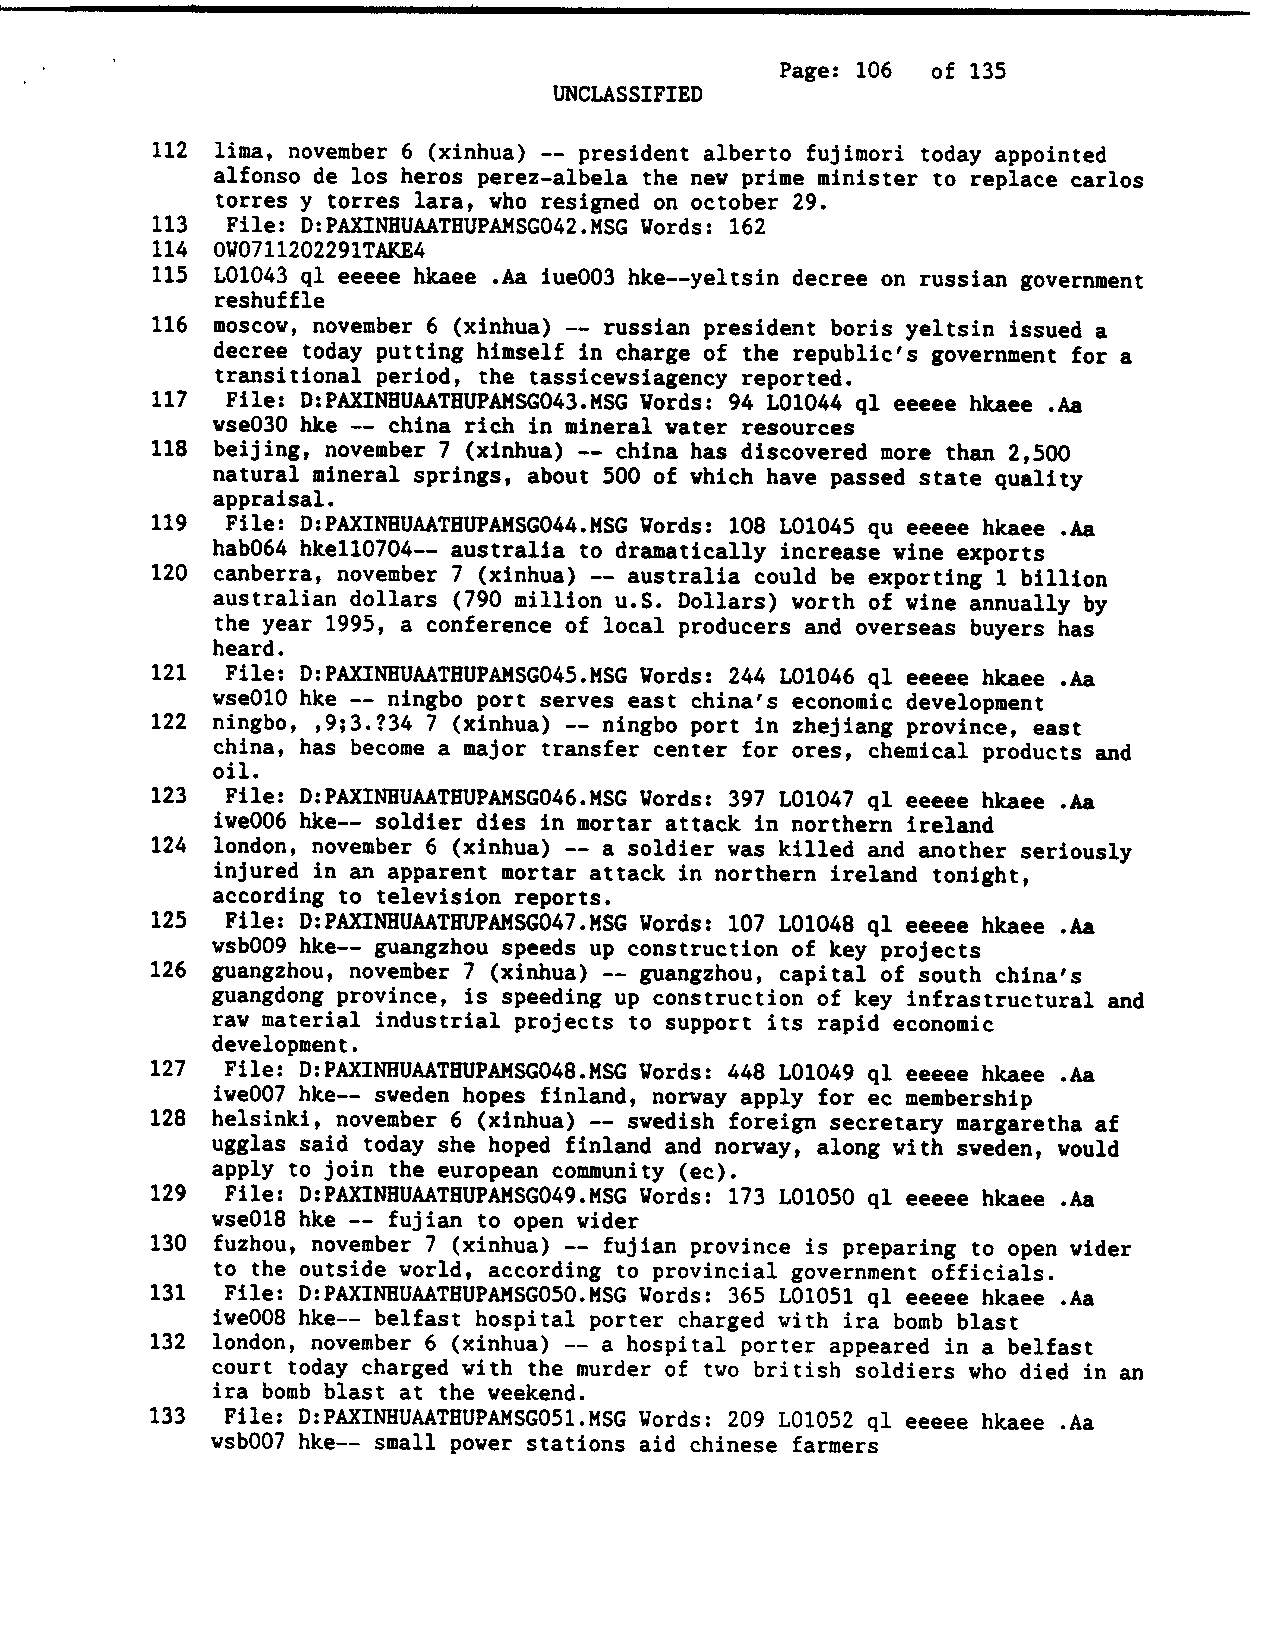 Page: 106 of 135
UNCLASSIFIED
112 lima, november 6 (xinhua) -- president alberto fujimori today appointed
alfonso de los heros perez-albela the new prime minister to replace carlos
torres y torres lara, who resigned on october 29.
113 File: D:PAXINHUAATHUPAMSG042.MSG Words: 162
114 OW0711202291TAKE4
115 L01043 ql eeeee hkaee .Aa iue003 hke--yeltsin decree on russian government
reshuffle
116 moscow, november 6 (xinhua) -- russian president boris yeltsin issued a
decree today putting himself in charge of the republic's government for a
transitional period, the tassicewsiagency reported.
117 File: D:PAXINHUAATHUPAMSG043.MSG Words: 94 L01044 ql eeeee hkaee .Aa
wse030 hke -- china rich in mineral water resources
118 beijing, november 7 (xinhua) -- china has discovered more than 2,500
natural mineral springs, about 500 of which have passed state quality
appraisal.
119 File: D:PAXINHUAATHUPAMSG044.MSG Words: 108 L01045 qu eeeee hkaee .Aa
hab064 hke110704-- australia to dramatically increase wine exports
120 canberra, november 7 (xinhua) -- australia could be exporting 1 billion
australian dollars (790 million u.S. Dollars) worth of wine annually by
the year 1995, a conference of local producers and overseas buyers has
heard.
121 File: D:PAXINHUAATHUPAMSG045.MSG Words: 244 L01046 ql eeeee hkaee .Aa
wse010 hke -- ningbo port serves east china's economic development
122 ningbo, ,9;3.?34 7 (xinhua) -- ningbo port in zhejiang province, east
china, has become a major transfer center for ores, chemical products and
oil.
123 File: D:PAXINHUAATHUPAMSG046.MSG Words: 397 L01047 ql eeeee hkaee .Aa
iwe006 hke-- soldier dies in mortar attack in northern ireland
124 london, november 6 (xinhua) -- a soldier was killed and another seriously
injured in an apparent mortar attack in northern ireland tonight,
according to television reports.
125 File: D:PAXINHUAATHUPAMSG047.MSG Words: 107 L01048 ql eeeee hkaee .Aa
wsb009 hke-- guangzhou speeds up construction of key projects
126 guangzhou, november 7 (xinhua) -- guangzhou, capital of south china's
guangdong province, is speeding up construction of key infrastructural and
raw material industrial projects to support its rapid economic
development.
127 File: D:PAXINHUAATHUPAMSG048.MSG Words: 448 L01049 ql eeeee hkaee .Aa
iwe007 hke-- sweden hopes finland, norway apply for ec membership
128 helsinki, november 6 (xinhua) -- swedish foreign secretary margaretha af
ugglas said today she hoped finland and norway, along with sweden, would
apply to join the european community (ec).
129 File: D:PAXINHUAATHUPAMSG049.MSG Words: 173 L01050 ql eeeee hkaee .Aa
wse018 hke -- fujian to open wider
130 fuzhou, november 7 (xinhua) -- fujian province is preparing to open wider
to the outside world, according to provincial government officials.
131 File: D:PAXINHUAATHUPAMSG050.MSG Words: 365 L01051 ql eeeee hkaee .Aa
iwe008 hke-- belfast hospital porter charged with ira bomb blast
132 london, november 6 (xinhua) -- a hospital porter appeared in a belfast
court today charged with the murder of two british soldiers who died in an
ira bomb blast at the weekend.
133 File: D:PAXINHUAATHUPAMSG051.MSG Words: 209 L01052 ql eeeee hkaee .Aa
wsb007 hke-- small power stations aid chinese farmers